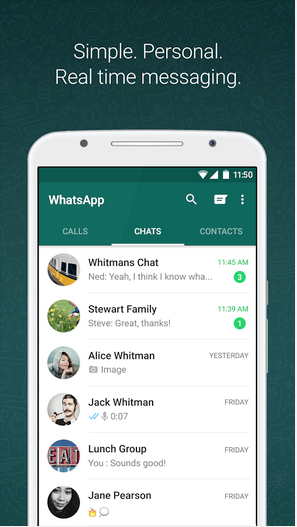 Simple. Personal.
Real time messaging.
11:50
WhatsApp
CALLS
CHATS
CONTACTS
Whitmans Chat
11:45 AM
Ned: Yeah, I think I know wha...
3
Stewart Family
11:39 AM
Steve: Great, thanks!
1
Alice Whitman
YESTERDAY
Image
Jack Whitman
FRIDAY
0:07
EAT
Lunch Group
FRIDAY
You : Sounds good!
Jane Pearson
FRIDAY